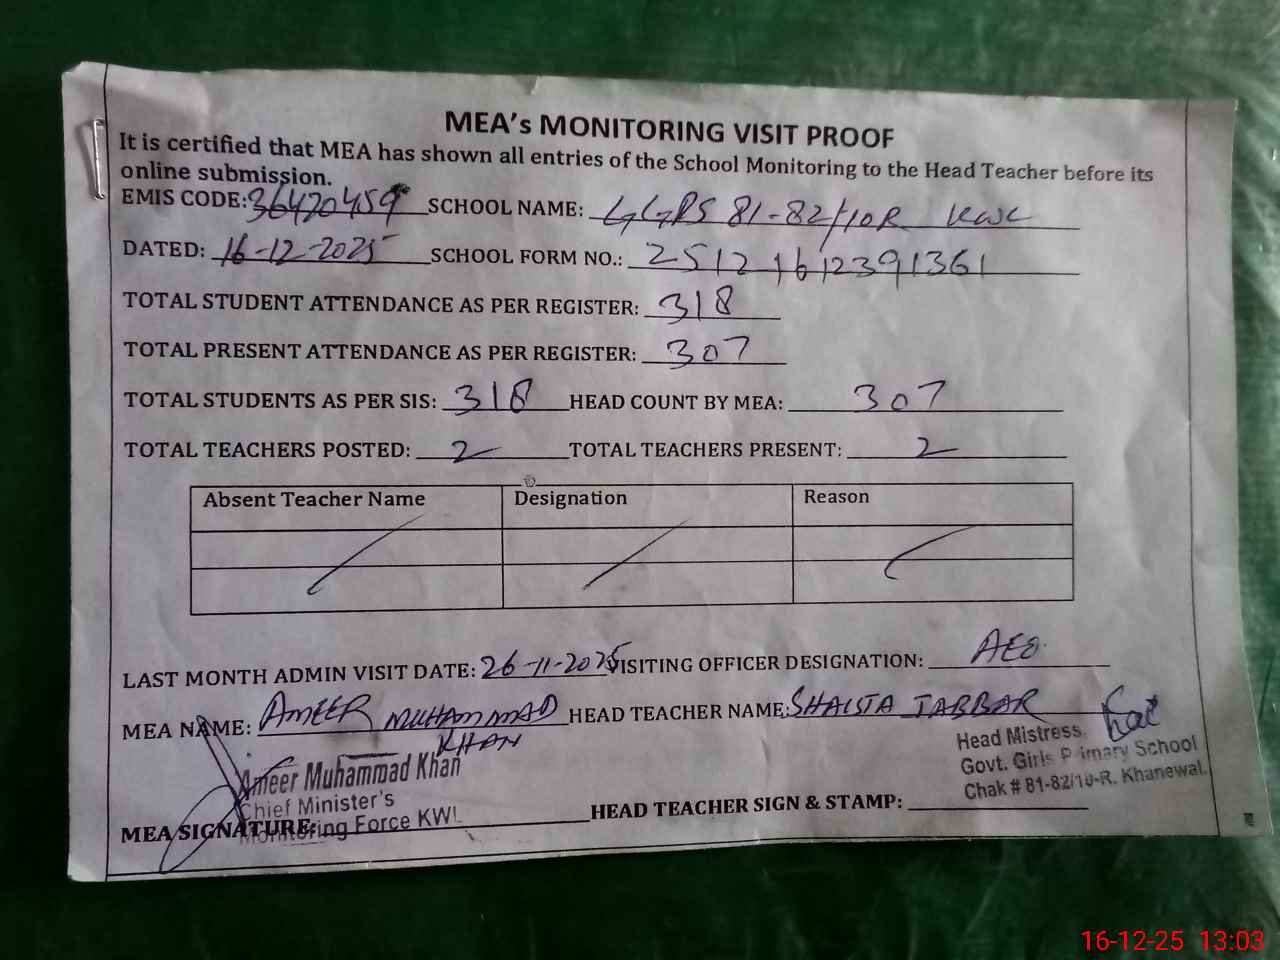 MEA's MONITORING VISIT PROOF
It is certified that MEA has shown all entries of the School Monitoring to the Head Teacher before its
online submission.
EMIS CODE: 36470459 SCHOOL NAME: GGPS 81-82/10R KWL
DATED: 16-12-2025 SCHOOL FORM NO.: 25121612391361
TOTAL STUDENT ATTENDANCE AS PER REGISTER: 318
TOTAL PRESENT ATTENDANCE AS PER REGISTER: 307
TOTAL STUDENTS AS PER SIS: 318 HEAD COUNT BY MEA: 307
TOTAL TEACHERS POSTED: 2 TOTAL TEACHERS PRESENT: 2
Absent Teacher Name Designation Reason
LAST MONTH ADMIN VISIT DATE: 26-11-2025 VISITING OFFICER DESIGNATION: AEO
MEA NAME: AMEER MUHAMMAD KHAN HEAD TEACHER NAME: SHAISTA JABBAR
Ameer Muhammad Khan
Chief Minister's
Monitoring Force KWL
Head Mistress
Govt. Girls Primary School
Chak # 81-82/10-R, Khanewal.
MEA SIGNATURE: HEAD TEACHER SIGN & STAMP:
16-12-25 13:03